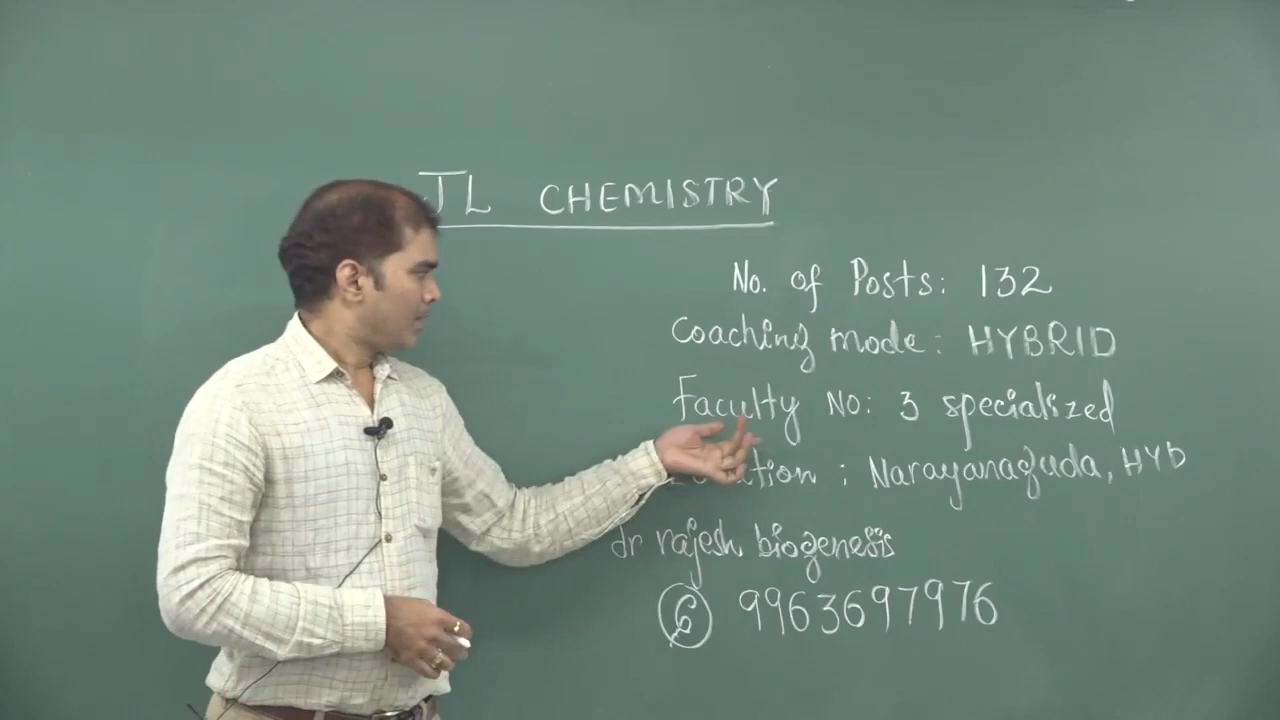 JL CHEMISTRY
No. of Posts: 132
Coaching mode: HYBRID
Faculty No: 3 specialized
: Narayanaguda, HYD
dr rajesh biogenesis
9963697976